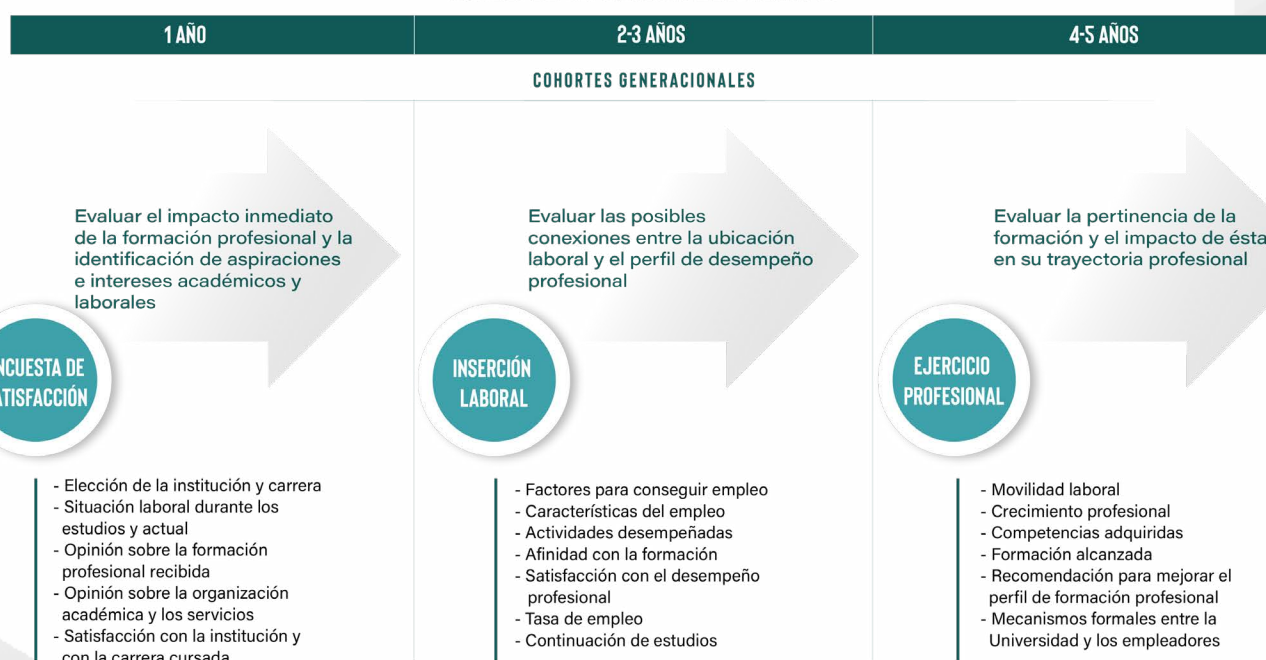 1 AÑO
2-3 AÑOS
4-5 AÑOS
COHORTES GENERACIONALES
Evaluar el impacto inmediato
de la formación profesional y la
identificación de aspiraciones
e intereses académicos y
laborales
NCUESTA DE
ATISFACCIÓN
- Elección de la institución y carrera
- Situación laboral durante los
estudios y actual
- Opinión sobre la formación
profesional recibida
- Opinión sobre la organización
académica y los servicios
- Satisfacción con la institución y
con la carrera cursada
Evaluar las posibles
conexiones entre la ubicación
laboral y el perfil de desempeño
profesional
INSERCIÓN
LABORAL
- Factores para conseguir empleo
- Características del empleo
- Actividades desempeñadas
- Afinidad con la formación
- Satisfacción con el desempeño
profesional
- Tasa de empleo
- Continuación de estudios
Evaluar la pertinencia de la
formación y el impacto de ésta
en su trayectoria profesional
EJERCICIO
PROFESIONAL
- Movilidad laboral
- Crecimiento profesional
- Competencias adquiridas
- Formación alcanzada
- Recomendación para mejorar el
perfil de formación profesional
- Mecanismos formales entre la
Universidad y los empleadores